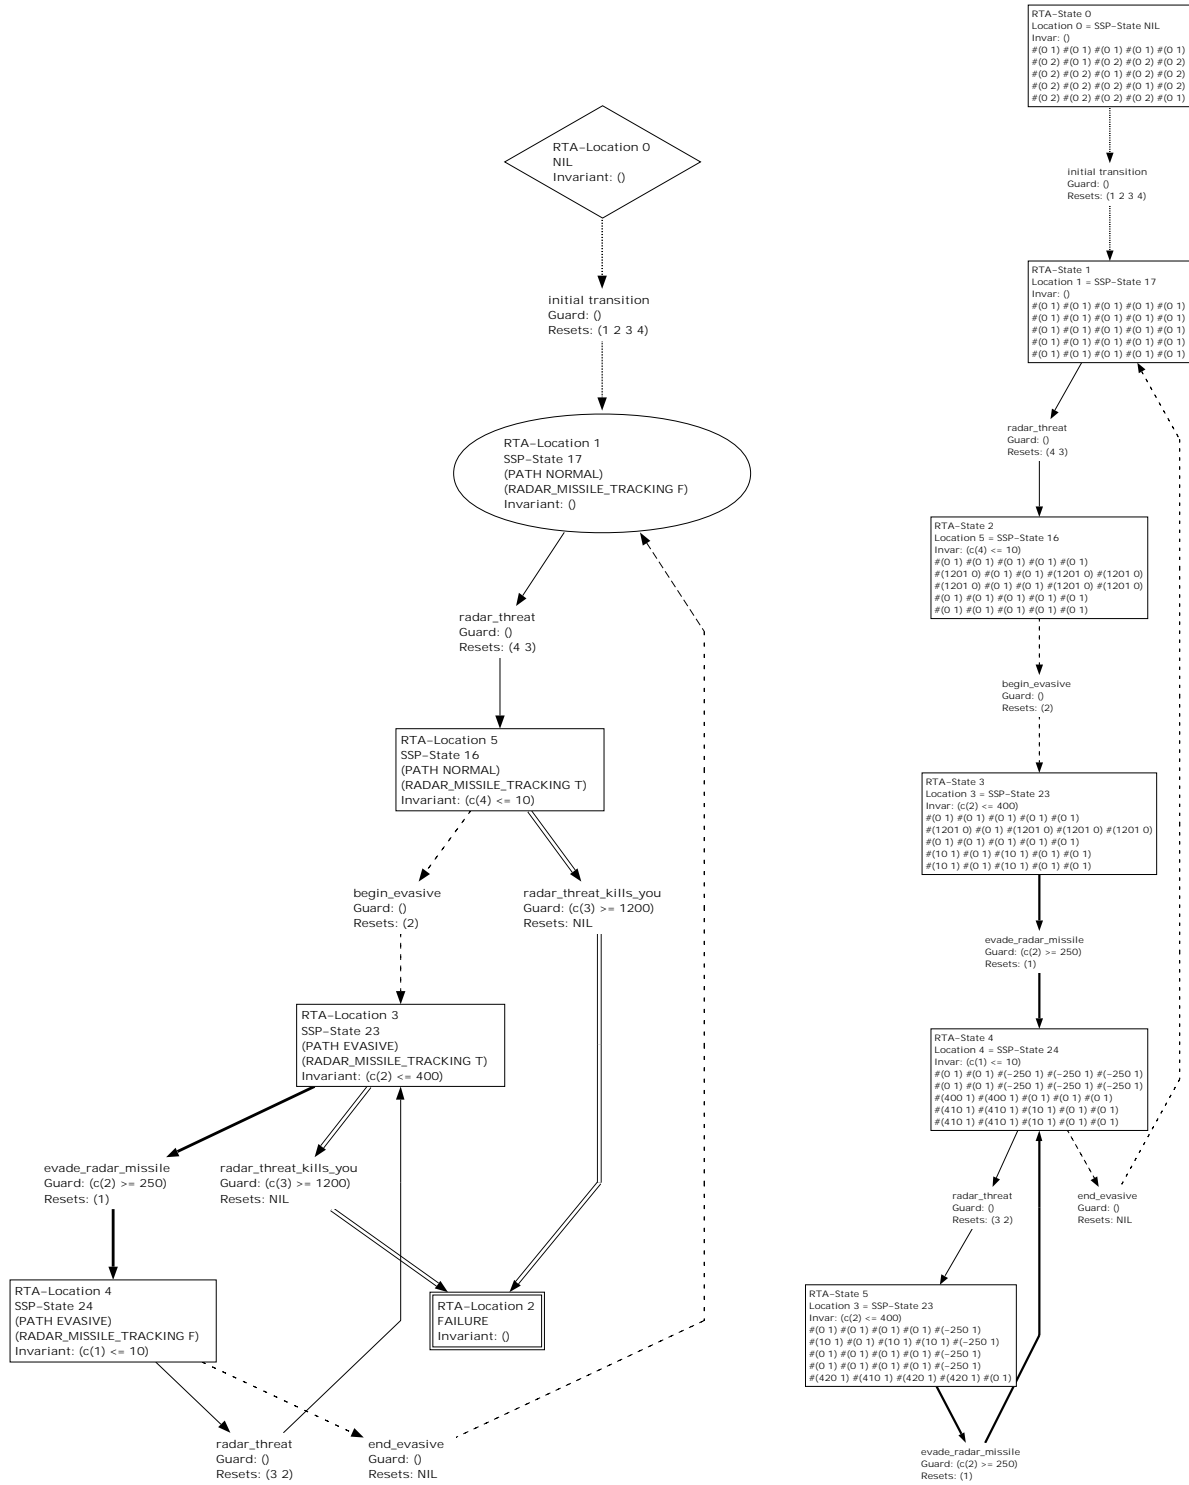 RTA-Location 0
NIL
Invariant: ()
initial transition
Guard: ()
Resets: (1 2 3 4)
RTA-Location 1
SSP-State 17
(PATH NORMAL)
(RADAR_MISSILE_TRACKING F)
Invariant: ()
radar_threat
Guard: ()
Resets: (4 3)
RTA-Location 5
SSP-State 16
(PATH NORMAL)
(RADAR_MISSILE_TRACKING T)
Invariant: (c(4) <= 10)
begin_evasive
Guard: ()
Resets: (2)
radar_threat_kills_you
Guard: (c(3) >= 1200)
Resets: NIL
RTA-Location 3
SSP-State 23
(PATH EVASIVE)
(RADAR_MISSILE_TRACKING T)
Invariant: (c(2) <= 400)
evade_radar_missile
Guard: (c(2) >= 250)
Resets: (1)
radar_threat_kills_you
Guard: (c(3) >= 1200)
Resets: NIL
RTA-Location 4
SSP-State 24
(PATH EVASIVE)
(RADAR_MISSILE_TRACKING F)
Invariant: (c(1) <= 10)
RTA-Location 2
FAILURE
Invariant: ()
radar_threat
Guard: ()
Resets: (3 2)
end_evasive
Guard: ()
Resets: NIL
RTA-State 0
Location 0 = SSP-State NIL
Invar: ()
#(0 1) #(0 1) #(0 1) #(0 1) #(0 1)
#(0 2) #(0 1) #(0 2) #(0 2) #(0 2)
#(0 2) #(0 2) #(0 1) #(0 2) #(0 2)
#(0 2) #(0 2) #(0 2) #(0 1) #(0 2)
#(0 2) #(0 2) #(0 2) #(0 2) #(0 1)
initial transition
Guard: ()
Resets: (1 2 3 4)
RTA-State 1
Location 1 = SSP-State 17
Invar: ()
#(0 1) #(0 1) #(0 1) #(0 1) #(0 1)
#(0 1) #(0 1) #(0 1) #(0 1) #(0 1)
#(0 1) #(0 1) #(0 1) #(0 1) #(0 1)
#(0 1) #(0 1) #(0 1) #(0 1) #(0 1)
#(0 1) #(0 1) #(0 1) #(0 1) #(0 1)
radar_threat
Guard: ()
Resets: (4 3)
RTA-State 2
Location 5 = SSP-State 16
Invar: (c(4) <= 10)
#(0 1) #(0 1) #(0 1) #(0 1) #(0 1)
#(1201 0) #(0 1) #(0 1) #(1201 0) #(1201 0)
#(1201 0) #(0 1) #(0 1) #(1201 0) #(1201 0)
#(0 1) #(0 1) #(0 1) #(0 1) #(0 1)
#(0 1) #(0 1) #(0 1) #(0 1) #(0 1)
begin_evasive
Guard: ()
Resets: (2)
RTA-State 3
Location 3 = SSP-State 23
Invar: (c(2) <= 400)
#(0 1) #(0 1) #(0 1) #(0 1) #(0 1)
#(1201 0) #(0 1) #(1201 0) #(1201 0) #(1201 0)
#(0 1) #(0 1) #(0 1) #(0 1) #(0 1)
#(10 1) #(0 1) #(10 1) #(0 1) #(0 1)
#(10 1) #(0 1) #(10 1) #(0 1) #(0 1)
evade_radar_missile
Guard: (c(2) >= 250)
Resets: (1)
RTA-State 4
Location 4 = SSP-State 24
Invar: (c(1) <= 10)
#(0 1) #(0 1) #(-250 1) #(-250 1) #(-250 1)
#(0 1) #(0 1) #(-250 1) #(-250 1) #(-250 1)
#(400 1) #(400 1) #(0 1) #(0 1) #(0 1)
#(410 1) #(410 1) #(10 1) #(0 1) #(0 1)
#(410 1) #(410 1) #(10 1) #(0 1) #(0 1)
radar_threat
Guard: ()
Resets: (3 2)
end_evasive
Guard: ()
Resets: NIL
RTA-State 5
Location 3 = SSP-State 23
Invar: (c(2) <= 400)
#(0 1) #(0 1) #(0 1) #(0 1) #(-250 1)
#(10 1) #(0 1) #(10 1) #(10 1) #(-250 1)
#(0 1) #(0 1) #(0 1) #(0 1) #(-250 1)
#(0 1) #(0 1) #(0 1) #(0 1) #(-250 1)
#(420 1) #(410 1) #(420 1) #(420 1) #(0 1)
evade_radar_missile
Guard: (c(2) >= 250)
Resets: (1)